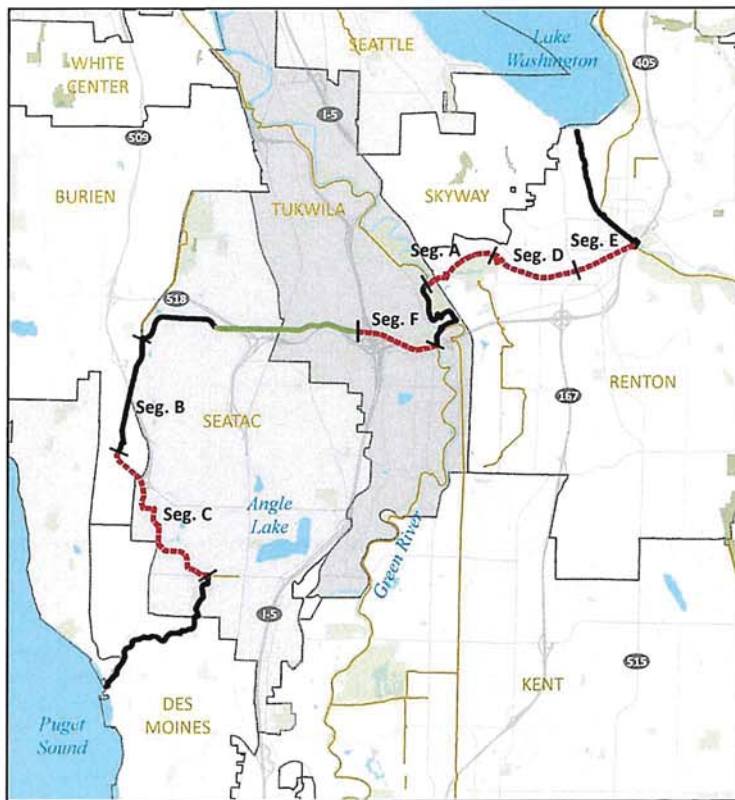 SEATTLE
Lake
Washington
405
WHITE
CENTER
I-5
509
BURIEN
TUKWILA
SKYWAY
Seg. A
Seg. D
Seg. E
518
Seg. F
RENTON
167
Seg. B
SEATAC
Seg. C
Angle
Lake
Green River
I-5
515
KENT
DES
MOINES
Puget
Sound